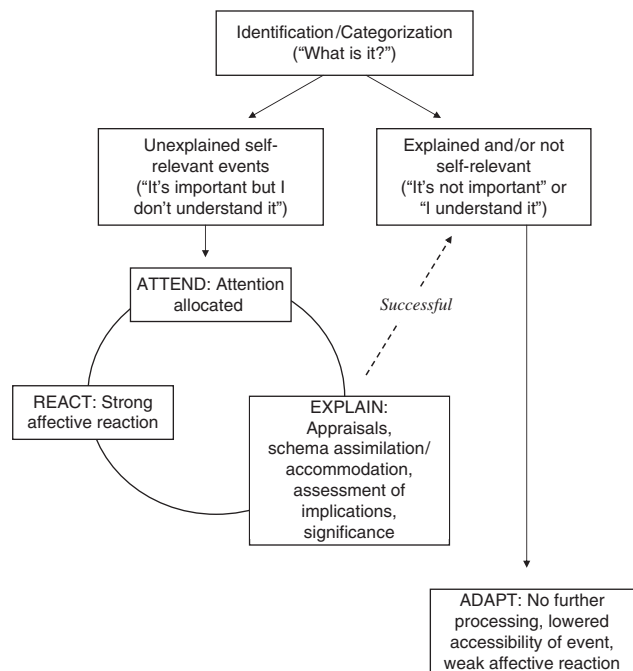 Identification/Categorization
(“What is it?”)
Unexplained self-
relevant events
(“It’s important but I
don’t understand it”)
Explained and/or not
self-relevant
(“It’s not important” or
“I understand it”)
ATTEND: Attention
allocated
Successful
REACT: Strong
affective reaction
EXPLAIN:
Appraisals,
schema assimilation/
accommodation,
assessment of
implications,
significance
ADAPT: No further
processing, lowered
accessibility of event,
weak affective reaction